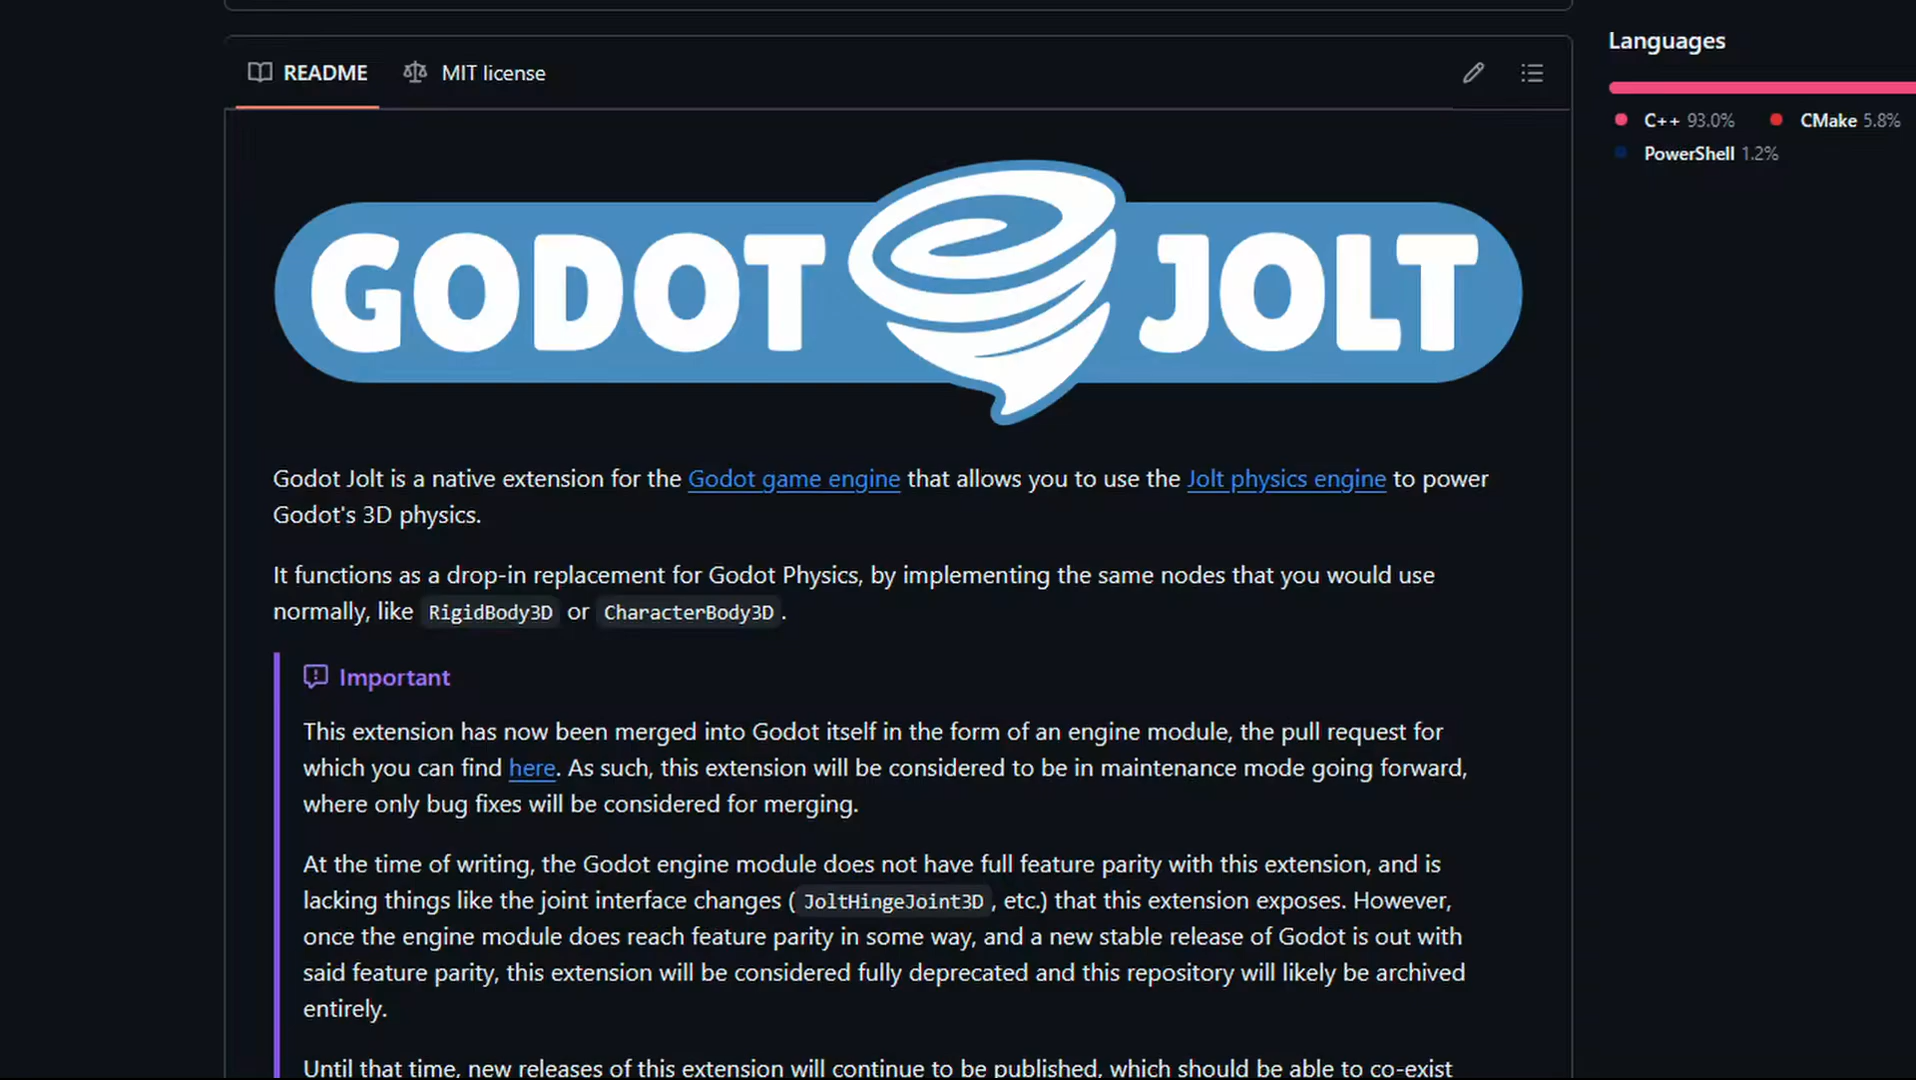 README
MIT license
GODOT JOLT
Godot Jolt is a native extension for the Godot game engine that allows you to use the Jolt physics engine to power
Godot's 3D physics.
It functions as a drop-in replacement for Godot Physics, by implementing the same nodes that you would use
normally, like RigidBody3D or CharacterBody3D.
Important
This extension has now been merged into Godot itself in the form of an engine module, the pull request for
which you can find here. As such, this extension will be considered to be in maintenance mode going forward,
where only bug fixes will be considered for merging.
At the time of writing, the Godot engine module does not have full feature parity with this extension, and is
lacking things like the joint interface changes (JoltHingeJoint3D, etc.) that this extension exposes. However,
once the engine module does reach feature parity in some way, and a new stable release of Godot is out with
said feature parity, this extension will be considered fully deprecated and this repository will likely be archived
entirely.
Until that time, new releases of this extension will continue to be published, which should be able to co-exist
Languages
C++ 93.0%
CMake 5.8%
PowerShell 1.2%